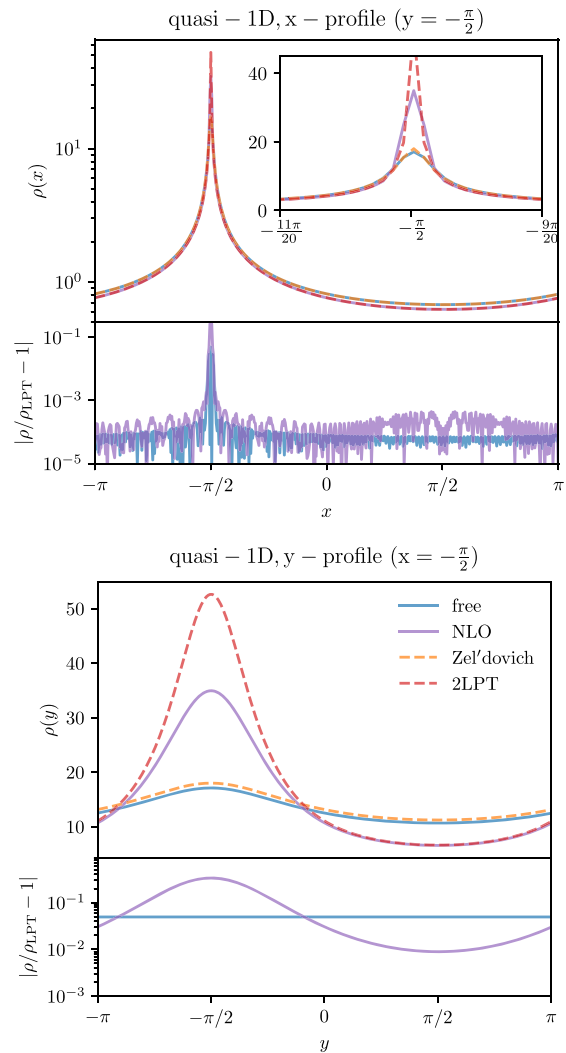 quasi − 1D, x − profile (y = −π/2)
ρ(x)
10¹
10⁰
40
20
0
−11π/20
−π/2
−9π/20
|ρ/ρLPT − 1|
10⁻¹
10⁻³
10⁻⁵
−π
−π/2
0
π/2
π
x
quasi − 1D, y − profile (x = −π/2)
ρ(y)
50
40
30
20
10
free
NLO
Zel′dovich
2LPT
|ρ/ρLPT − 1|
10⁻¹
10⁻²
10⁻³
−π
−π/2
0
π/2
π
y